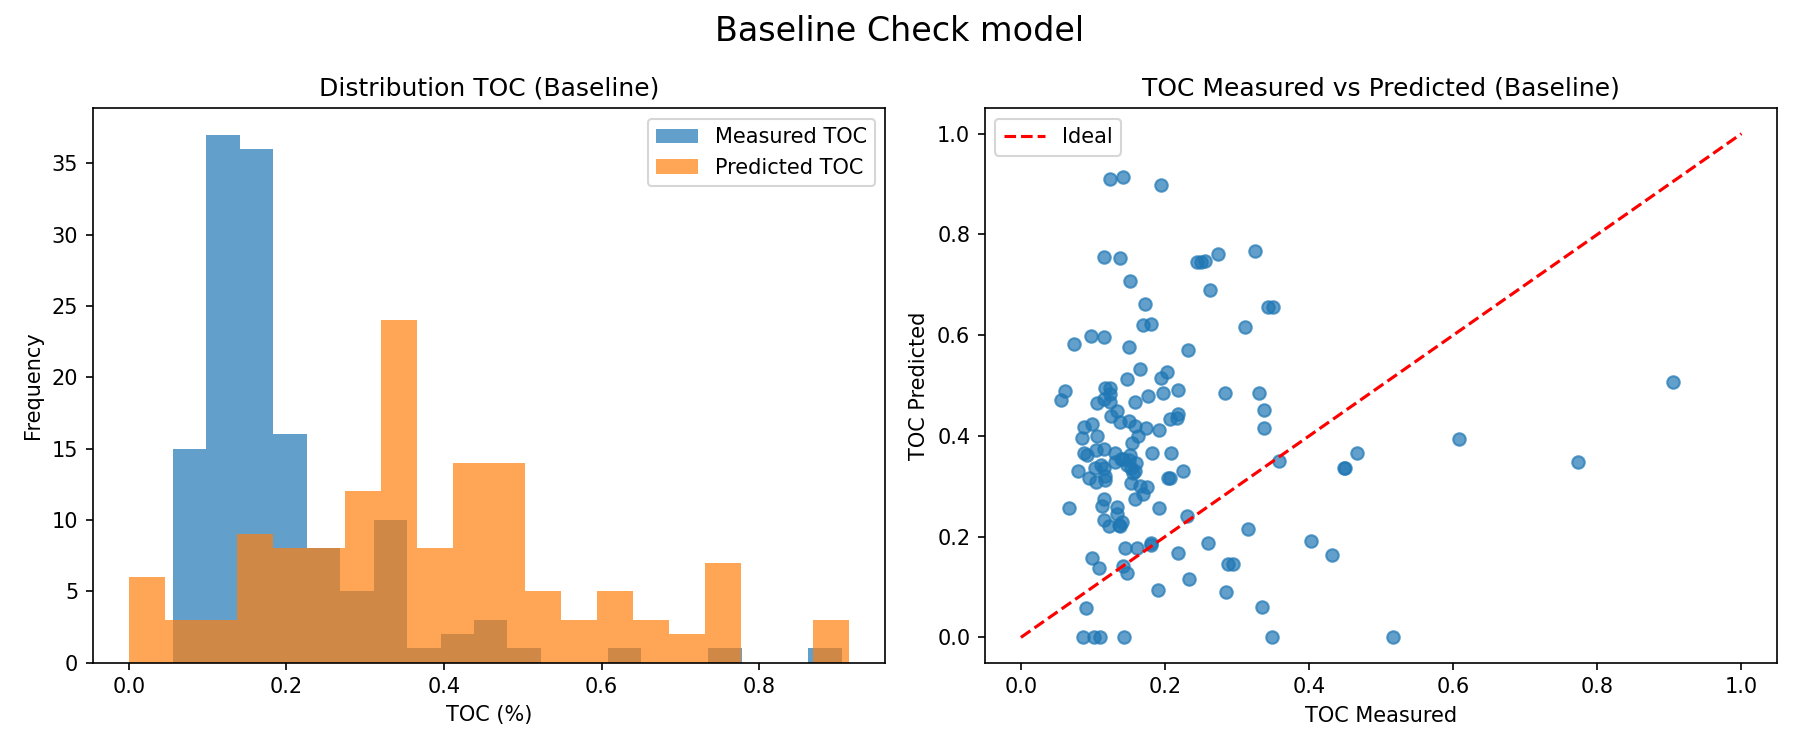 Baseline Check model
Distribution TOC (Baseline)
Measured TOC
Predicted TOC
Frequency
35
30
25
20
15
10
5
0
0.0 0.2 0.4 0.6 0.8
TOC (%)
TOC Measured vs Predicted (Baseline)
Ideal
TOC Predicted
1.0
0.8
0.6
0.4
0.2
0.0
0.0 0.2 0.4 0.6 0.8 1.0
TOC Measured